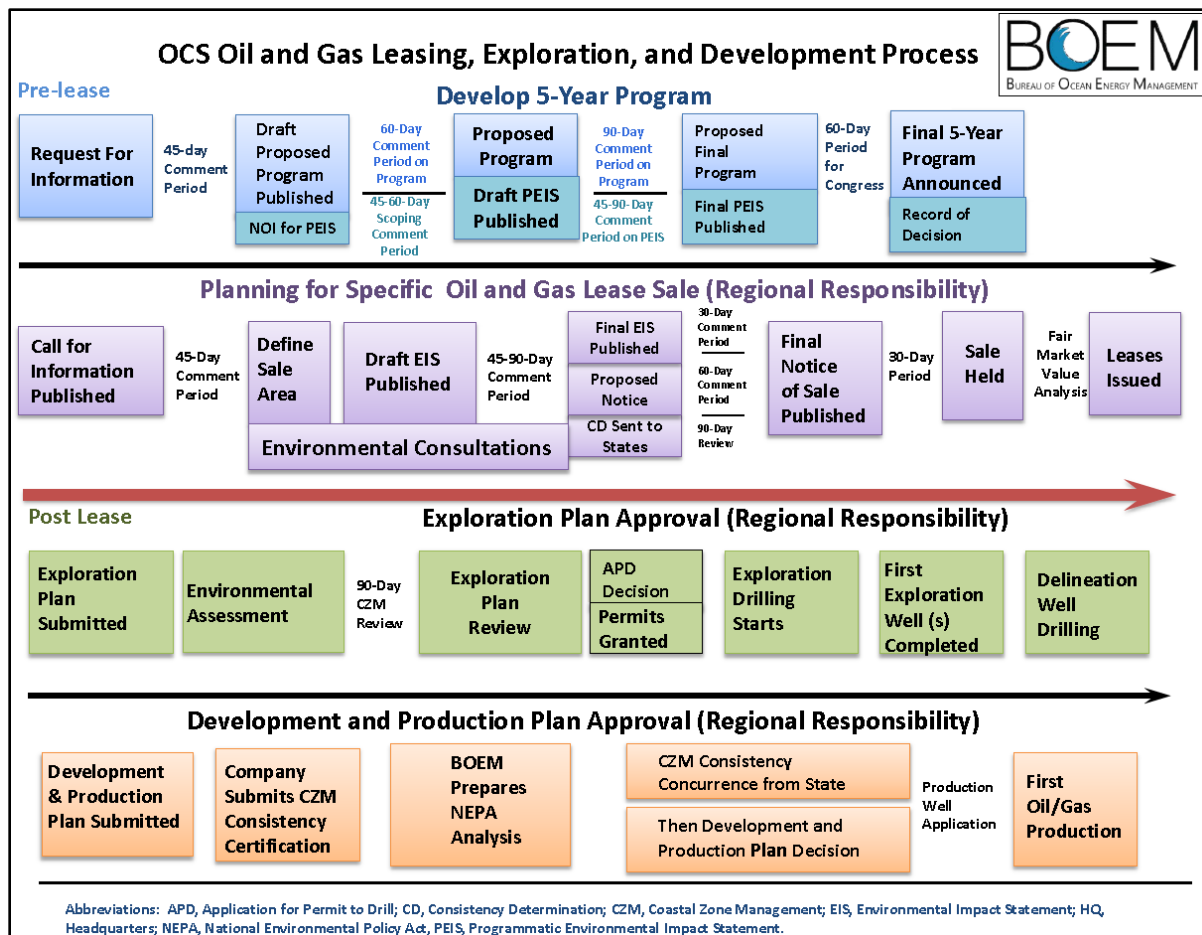 OCS Oil and Gas Leasing, Exploration, and Development Process
BOEM
BUREAU OF OCEAN ENERGY MANAGEMENT
Pre-lease
Develop 5-Year Program
Request For
Information
45-day
Comment
Period
Draft
Proposed
Program
Published
NOI for PEIS
60-Day
Comment
Period on
Program
45-60-Day
Scoping
Comment
Period
Proposed
Program
Draft PEIS
Published
90-Day
Comment
Period on
Program
45-90-Day
Comment
Period on PEIS
Proposed
Final
Program
Final PEIS
Published
60-Day
Period
for
Congress
Final 5-Year
Program
Announced
Record of
Decision
Planning for Specific Oil and Gas Lease Sale (Regional Responsibility)
Call for
Information
Published
45-Day
Comment
Period
Define
Sale
Area
Draft EIS
Published
Environmental Consultations
45-90-Day
Comment
Period
Final EIS
Published
Proposed
Notice
CD Sent to
States
30-Day
Comment
Period
60-Day
Comment
Period
90-Day
Review
Final
Notice
of Sale
Published
30-Day
Period
Sale
Held
Fair
Market
Value
Analysis
Leases
Issued
Post Lease
Exploration Plan Approval (Regional Responsibility)
Exploration
Plan
Submitted
Environmental
Assessment
90-Day
CZM
Review
Exploration
Plan
Review
APD
Decision
Permits
Granted
Exploration
Drilling
Starts
First
Exploration
Well (s)
Completed
Delineation
Well
Drilling
Development and Production Plan Approval (Regional Responsibility)
Development
& Production
Plan Submitted
Company
Submits CZM
Consistency
Certification
BOEM
Prepares
NEPA
Analysis
CZM Consistency
Concurrence from State
Then Development and
Production Plan Decision
Production
Well
Application
First
Oil/Gas
Production
Abbreviations: APD, Application for Permit to Drill; CD, Consistency Determination; CZM, Coastal Zone Management; EIS, Environmental Impact Statement; HQ,
Headquarters; NEPA, National Environmental Policy Act, PEIS, Programmatic Environmental Impact Statement.